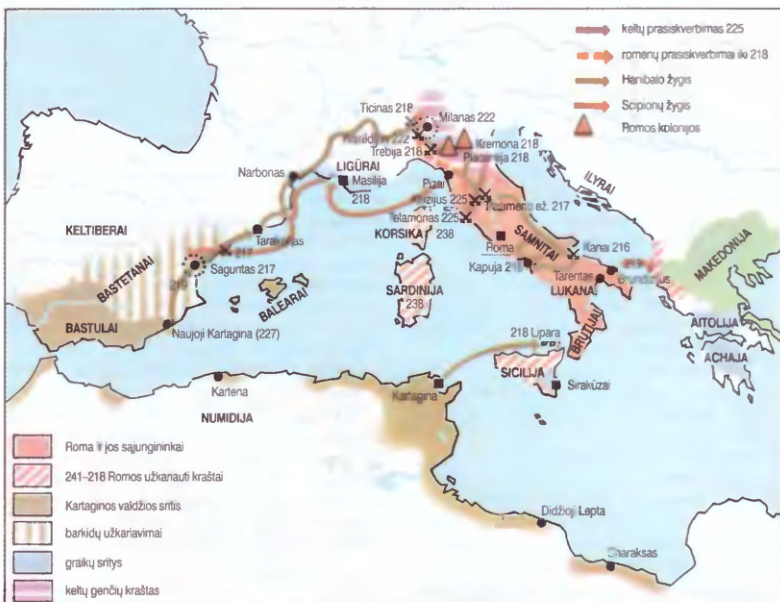 keltų prasiskverbimas 225
romėnų prasiskverbimai iki 218
Hanibalo žygis
Scipionų žygis
Romos kolonijos
Ticinas 218
Milanas 222
222
Kremona 218
Trebija 218
218
Narbonas
LIGŪRAI
Masilija
218
Pizai
225
ež. 217
ILYRAI
KELTIBERAI
Telamonas 225
KORSIKA
238
Roma
SAMNITAI
Kanai 216
MAKEDONIJA
217
Saguntas 217
BASTETANAI
BALEARAI
SARDINIJA
238
Kapuja
Tarentas
LUKANAI
BRUTIJAI
AITOLIJA
ACHAJA
BASTULAI
Naujoji Kartagina (227)
218 Lipara
SICILIJA
Sirakūzai
Kartena
Kartagina
NUMIDIJA
Didžioji Lepta
Charaksas
Roma ir jos sąjungininkai
241–218 Romos užkariauti kraštai
Kartaginos valdžios sritis
barkidų užkariavimai
graikų sritys
keltų genčių kraštas